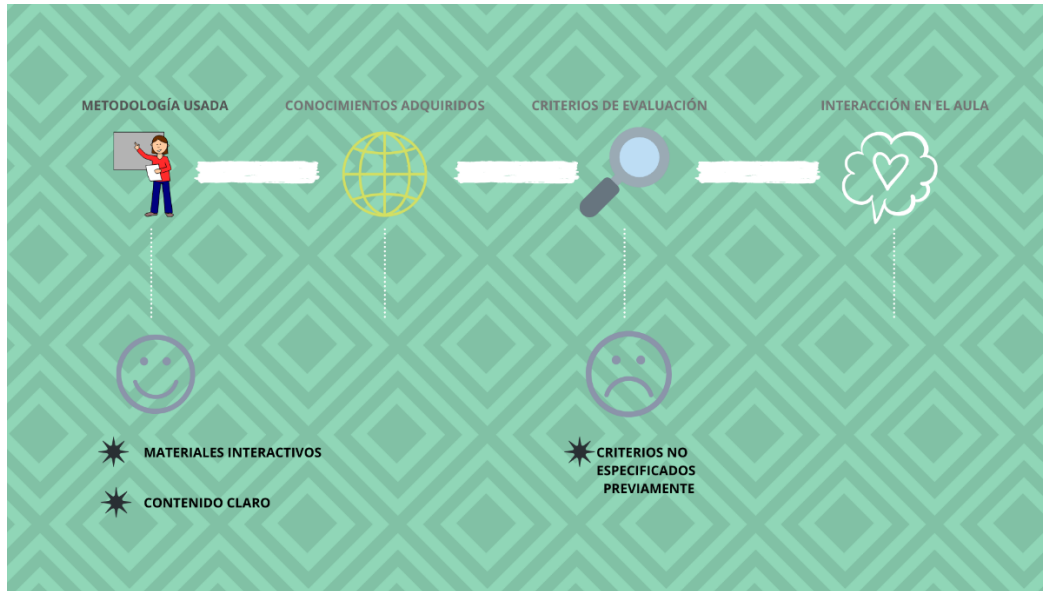 METODOLOGÍA USADA
CONOCIMIENTOS ADQUIRIDOS
CRITERIOS DE EVALUACIÓN
INTERACCIÓN EN EL AULA
MATERIALES INTERACTIVOS
CONTENIDO CLARO
CRITERIOS NO
ESPECIFICADOS
PREVIAMENTE